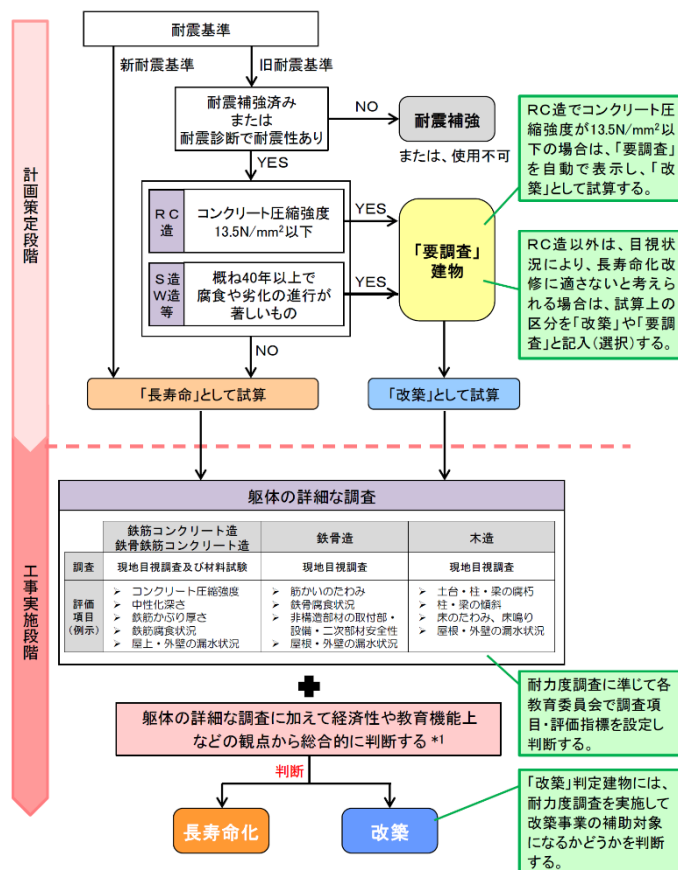 耐震基準
新耐震基準
旧耐震基準
耐震補強済み
または
耐震診断で耐震性あり
NO
耐震補強
または、使用不可
YES
RC造でコンクリート圧
縮強度が13.5N/mm²以
下の場合は、「要調査」
を自動で表示し、「改
築」として試算する。
計画策定段階
RC
造
コンクリート圧縮強度
13.5N/mm²以下
YES
S造
W造
等
概ね40年以上で
腐食や劣化の進行が
著しいもの
YES
「要調査」
建物
RC造以外は、目視状
況により、長寿命化改
修に適さないと考えら
れる場合は、試算上の
区分を「改築」や「要調
査」と記入(選択)する。
NO
「長寿命」として試算
「改築」として試算
工事実施段階
躯体の詳細な調査
鉄筋コンクリート造
鉄骨鉄筋コンクリート造
鉄骨造
木造
調査
現地目視調査及び材料試験
現地目視調査
現地目視調査
評価
項目
(例示)
➢ コンクリート圧縮強度
➢ 中性化深さ
➢ 鉄筋かぶり厚さ
➢ 鉄筋腐食状況
➢ 屋上・外壁の漏水状況
➢ 筋かいのたわみ
➢ 鉄骨腐食状況
➢ 非構造部材の取付部・
設備・二次部材安全性
➢ 屋根・外壁の漏水状況
➢ 土台・柱・梁の腐朽
➢ 柱・梁の傾斜
➢ 床のたわみ、床鳴り
➢ 屋根・外壁の漏水状況
耐力度調査に準じて各
教育委員会で調査項
目・評価指標を設定し
判断する。
躯体の詳細な調査に加えて経済性や教育機能上
などの観点から総合的に判断する *1
判断
長寿命化
改築
「改築」判定建物には、
耐力度調査を実施して
改築事業の補助対象
になるかどうかを判断
する。